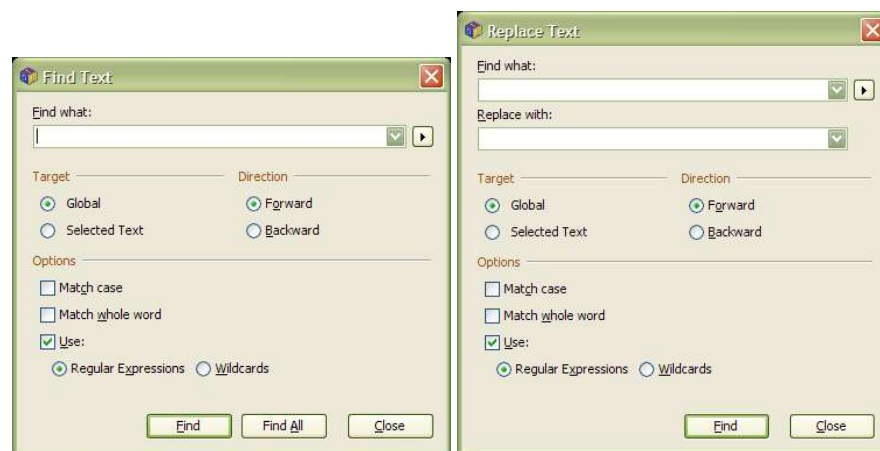 Find Text
Find what:
Target
Direction
Global
Forward
Selected Text
Backward
Options
Match case
Match whole word
Use:
Regular Expressions
Wildcards
Find
Find All
Close
Replace Text
Find what:
Replace with:
Target
Direction
Global
Forward
Selected Text
Backward
Options
Match case
Match whole word
Use:
Regular Expressions
Wildcards
Find
Close